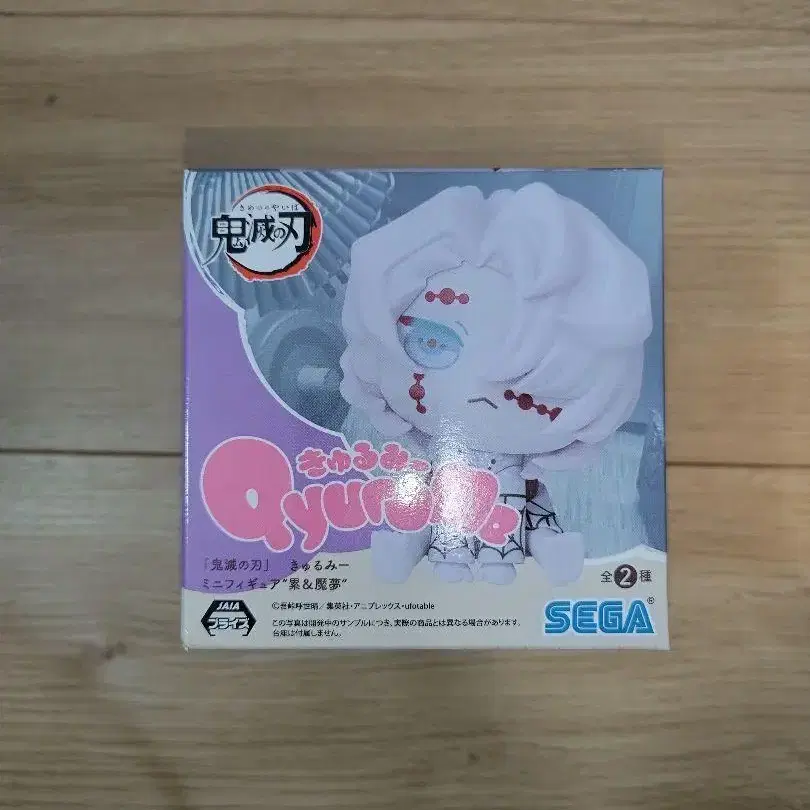 きめつのやいば
鬼滅の刃
きゅるみー
QyuruMe
「鬼滅の刃」 きゅるみー
ミニフィギュア"累&魘夢"
全2種
JAIA
プライズ
©吾峠呼世晴/集英社・アニプレックス・ufotable
この写真は開発中のサンプルにつき、実際の商品とは異なる場合があります。
台座は付属しません。
SEGA®